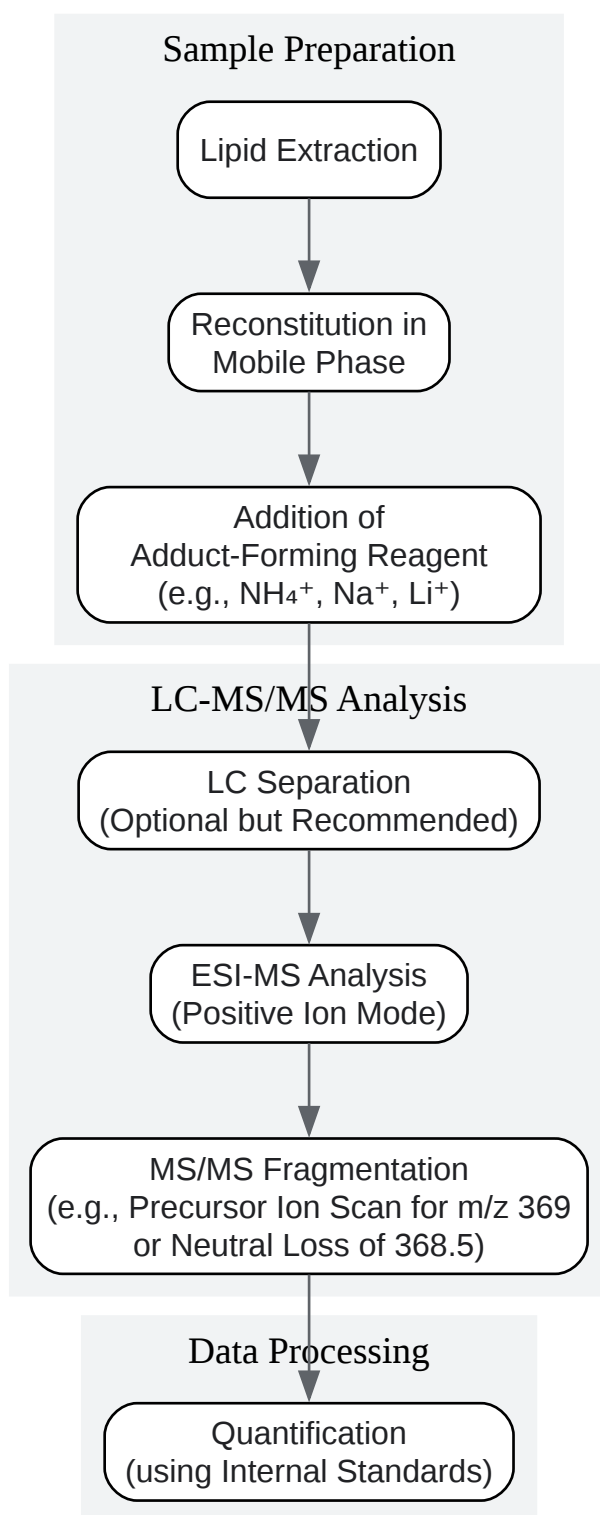 Sample Preparation
Lipid Extraction
Reconstitution in
Mobile Phase
Addition of
Adduct-Forming Reagent
(e.g., NH₄⁺, Na⁺, Li⁺)
LC-MS/MS Analysis
LC Separation
(Optional but Recommended)
ESI-MS Analysis
(Positive Ion Mode)
MS/MS Fragmentation
(e.g., Precursor Ion Scan for m/z 369
or Neutral Loss of 368.5)
Data Processing
Quantification
(using Internal Standards)